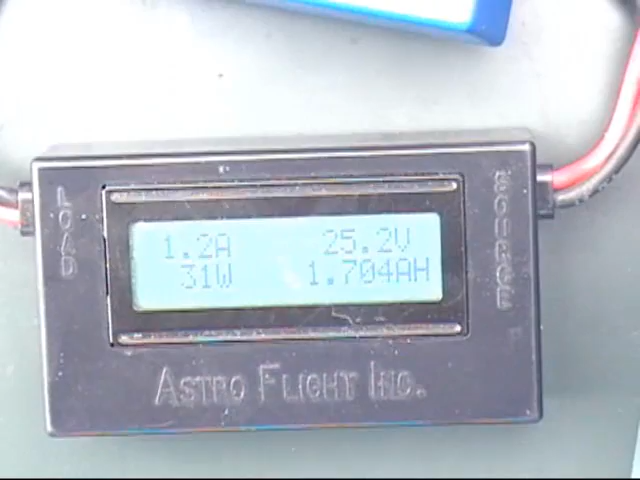 LOAD
1.2A 25.2V
31W 1.704AH
SOURCE
ASTRO FLIGHT INC.